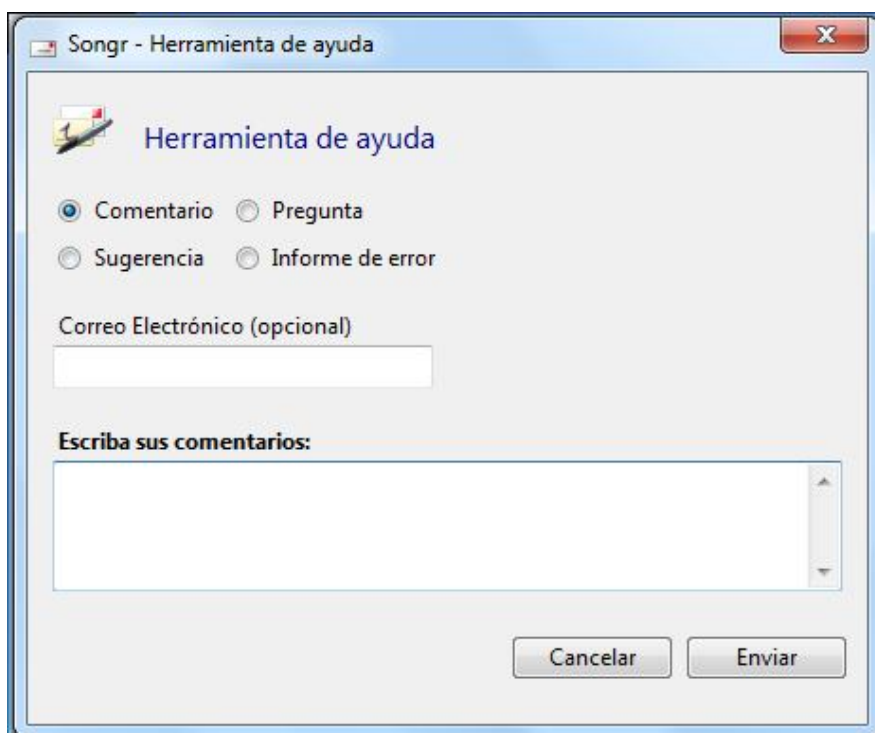 Songr - Herramienta de ayuda
Herramienta de ayuda
Comentario Pregunta
Sugerencia Informe de error
Correo Electrónico (opcional)
Escriba sus comentarios:
Cancelar Enviar